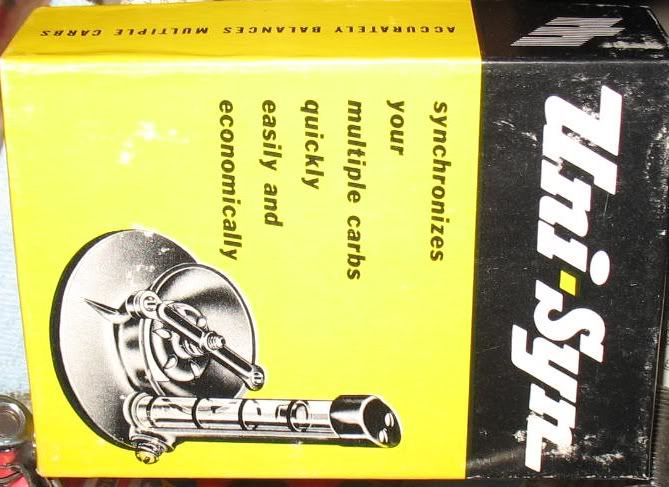 Uni·Syn
synchronizes
your
multiple carbs
quickly
easily and
economically
ACCURATELY BALANCES MULTIPLE CARBS